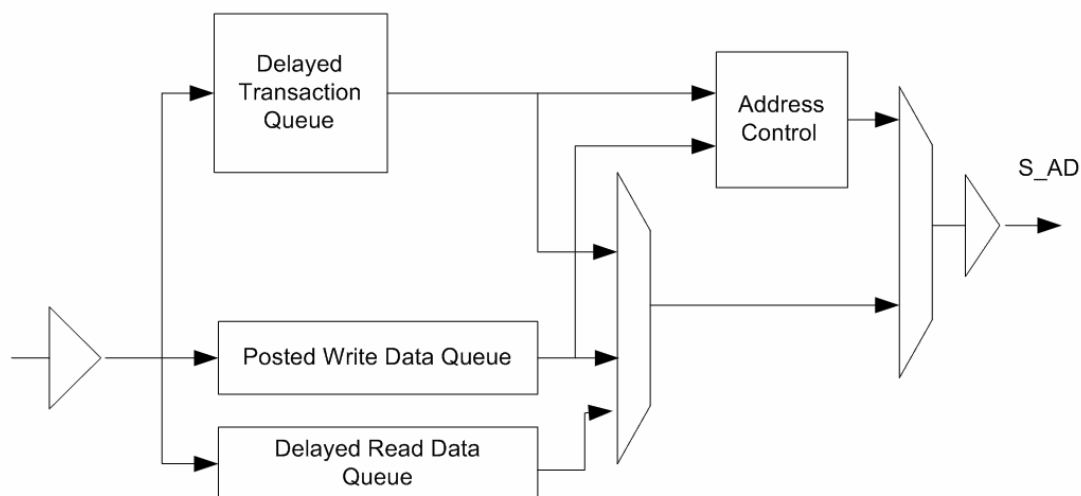 Delayed
Transaction
Queue
Address
Control
S_AD
Posted Write Data Queue
Delayed Read Data
Queue